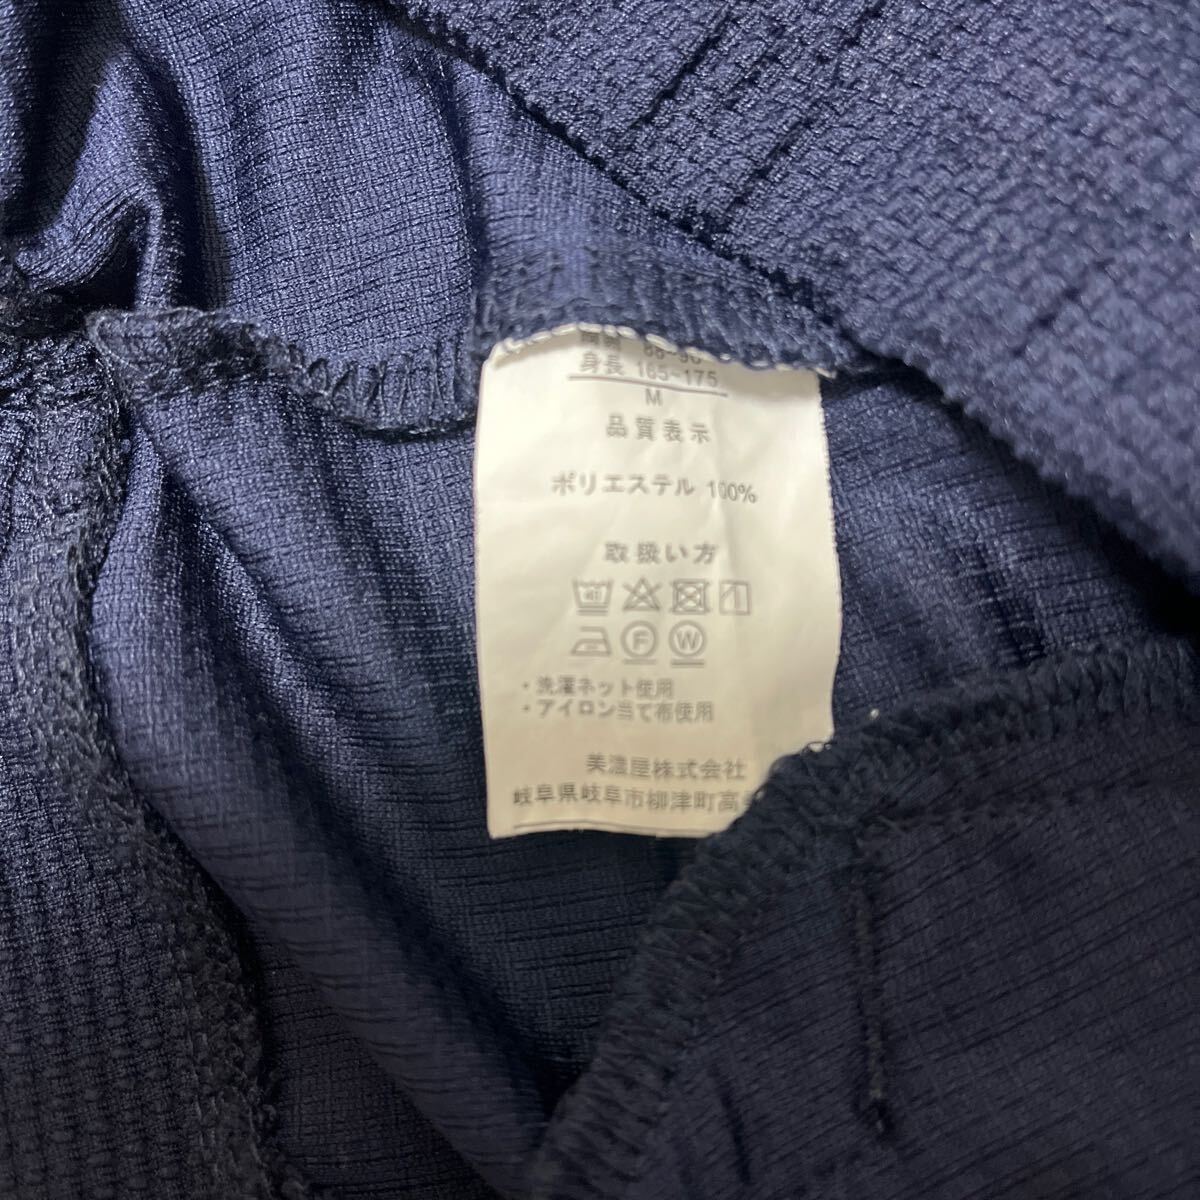 身長 165~175
M
品質表示
ポリエステル 100%
取扱い方
40
F W
・洗濯ネット使用
・アイロン当て布使用
美濃屋株式会社
岐阜県岐阜市柳津町高